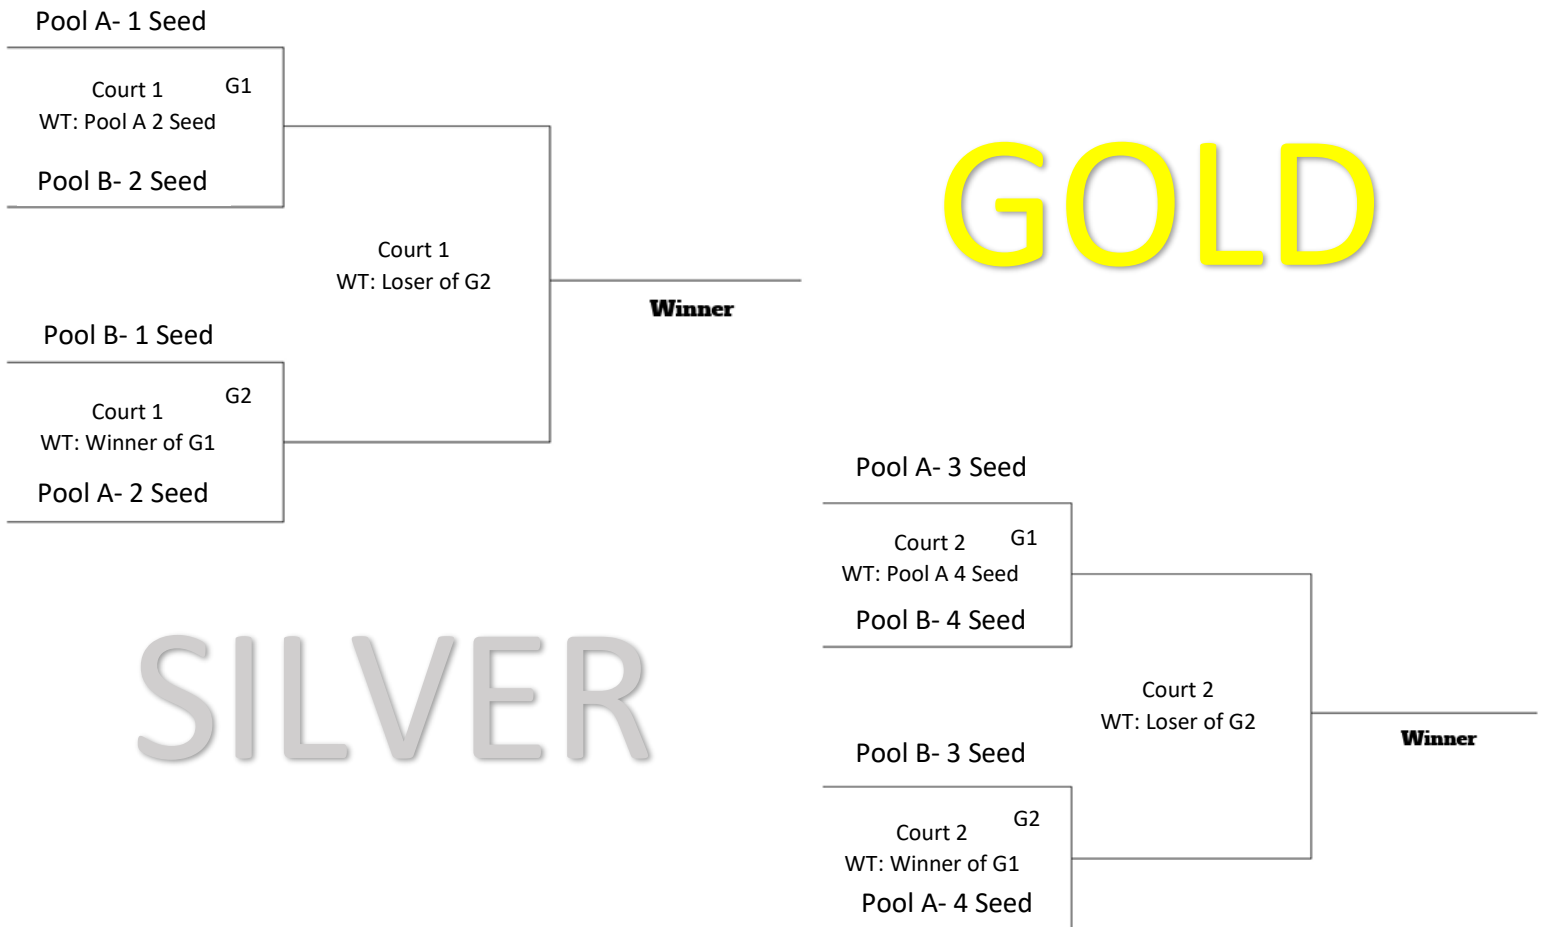 Pool A- 1 Seed
Court 1
G1
WT: Pool A 2 Seed
Pool B- 2 Seed
Court 1
WT: Loser of G2
Winner
Pool B- 1 Seed
Court 1
G2
WT: Winner of G1
Pool A- 2 Seed
GOLD
SILVER
Pool A- 3 Seed
Court 2
G1
WT: Pool A 4 Seed
Pool B- 4 Seed
Court 2
WT: Loser of G2
Winner
Pool B- 3 Seed
Court 2
G2
WT: Winner of G1
Pool A- 4 Seed